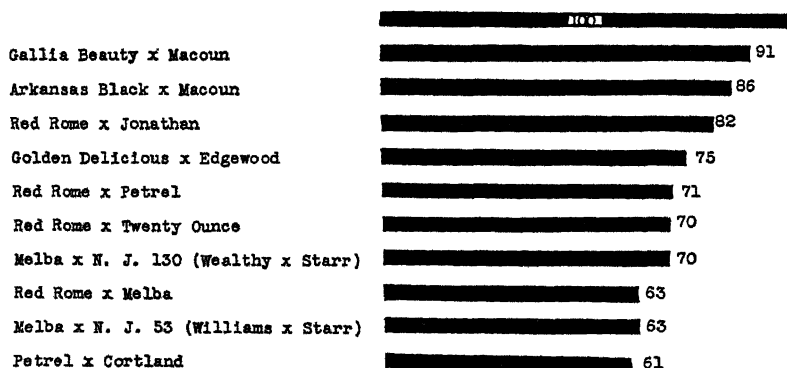 100
Gallia Beauty x Macoun 91
Arkansas Black x Macoun 86
Red Rome x Jonathan 82
Golden Delicious x Edgewood 75
Red Rome x Petrel 71
Red Rome x Twenty Ounce 70
Melba x N. J. 130 (Wealthy x Starr) 70
Red Rome x Melba 63
Melba x N. J. 53 (Williams x Starr) 63
Petrel x Cortland 61